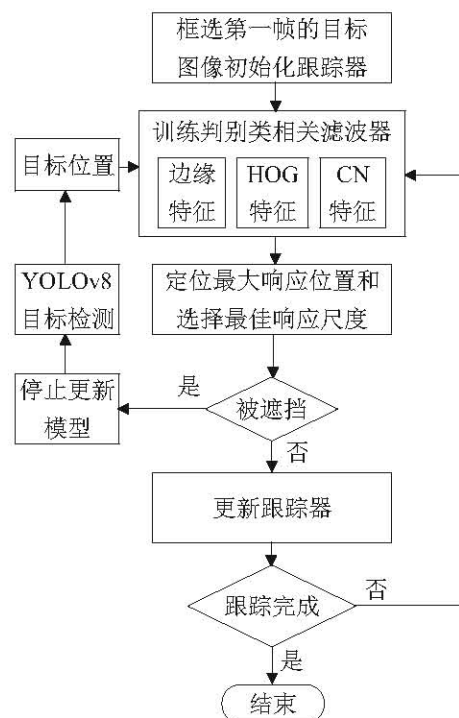 框选第一帧的目标
图像初始化跟踪器
训练判别类相关滤波器
边缘
特征
HOG
特征
CN
特征
目标位置
YOLOv8
目标检测
定位最大响应位置和
选择最佳响应尺度
停止更新
模型
是
被遮挡
否
更新跟踪器
跟踪完成
否
是
结束